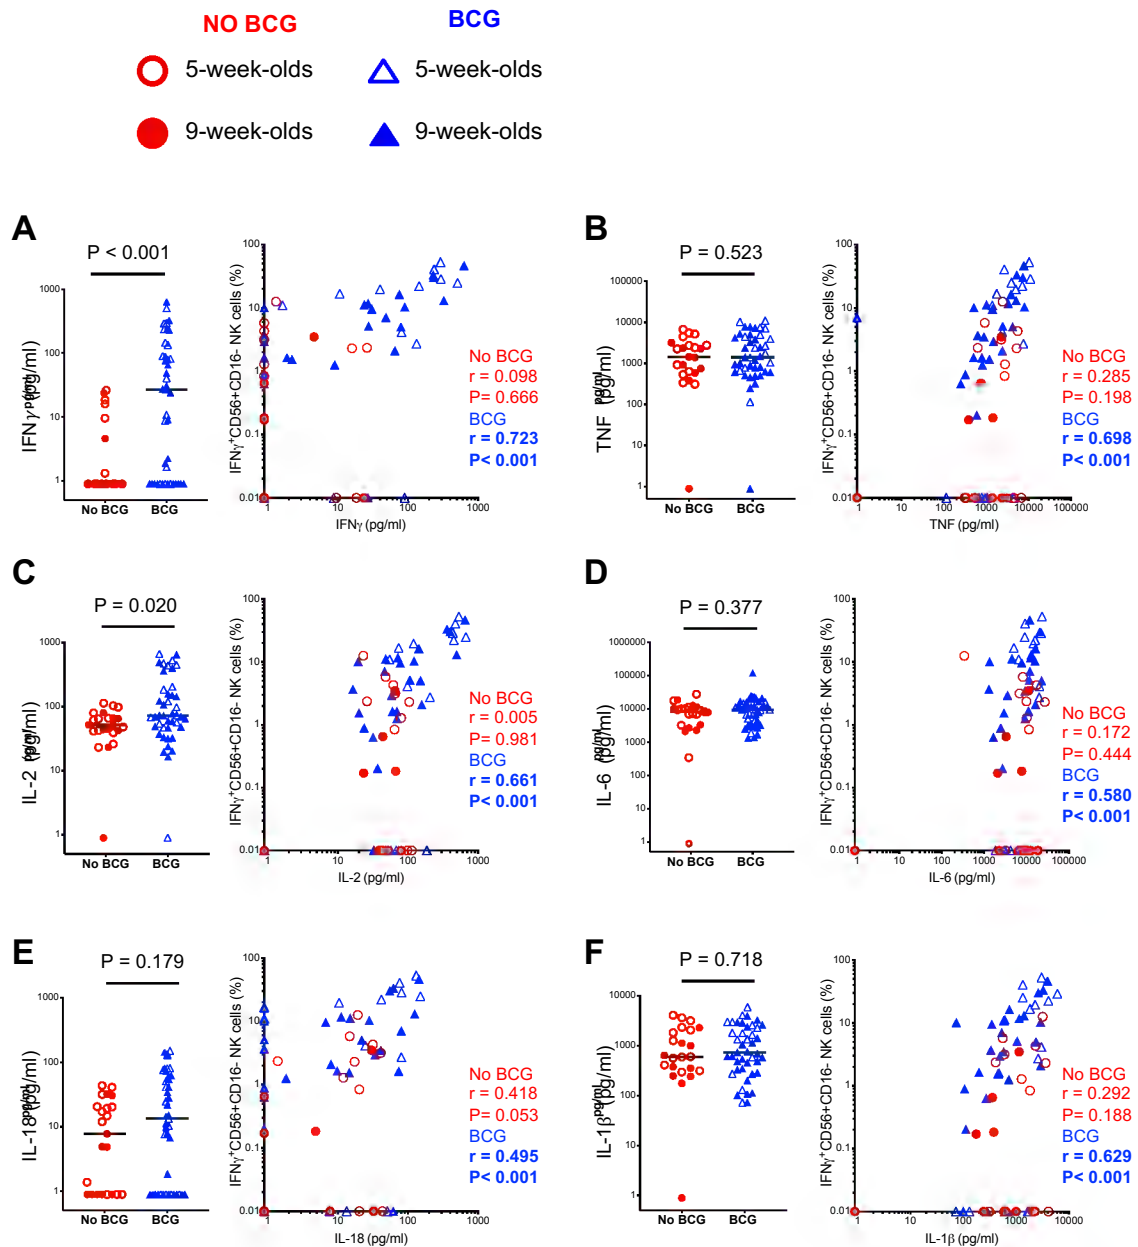 NO BCG
BCG
5-week-olds
5-week-olds
9-week-olds
9-week-olds
A
P < 0.001
IFNγ (pg/ml)
pg/ml
1000
100
10
1
No BCG
BCG
IFNγ+CD56+CD16- NK cells (%)
100
10
1
0.1
0.01
1
10
100
1000
IFNγ (pg/ml)
No BCG
r = 0.098
P= 0.666
BCG
r = 0.723
P< 0.001
B
P = 0.523
TNF (pg/ml)
pg/ml
100000
10000
1000
100
10
1
No BCG
BCG
IFNγ+CD56+CD16- NK cells (%)
100
10
1
0.1
0.01
1
10
100
1000
10000
100000
TNF (pg/ml)
No BCG
r = 0.285
P= 0.198
BCG
r = 0.698
P< 0.001
C
P = 0.020
IL-2 (pg/ml)
pg/ml
1000
100
10
1
No BCG
BCG
IFNγ+CD56+CD16- NK cells (%)
100
10
1
0.1
0.01
1
10
100
1000
IL-2 (pg/ml)
No BCG
r = 0.005
P= 0.981
BCG
r = 0.661
P< 0.001
D
P = 0.377
IL-6 (pg/ml)
pg/ml
1000000
100000
10000
1000
100
10
1
No BCG
BCG
IFNγ+CD56+CD16- NK cells (%)
100
10
1
0.1
0.01
1
10
100
1000
10000
100000
IL-6 (pg/ml)
No BCG
r = 0.172
P= 0.444
BCG
r = 0.580
P< 0.001
E
P = 0.179
IL-18 (pg/ml)
pg/ml
1000
100
10
1
No BCG
BCG
IFNγ+CD56+CD16- NK cells (%)
100
10
1
0.1
0.01
1
10
100
1000
IL-18 (pg/ml)
No BCG
r = 0.418
P= 0.053
BCG
r = 0.495
P< 0.001
F
P = 0.718
IL-1β (pg/ml)
pg/ml
10000
1000
100
10
1
No BCG
BCG
IFNγ+CD56+CD16- NK cells (%)
100
10
1
0.1
0.01
1
10
100
1000
10000
IL-1β (pg/ml)
No BCG
r = 0.292
P= 0.188
BCG
r = 0.629
P< 0.001